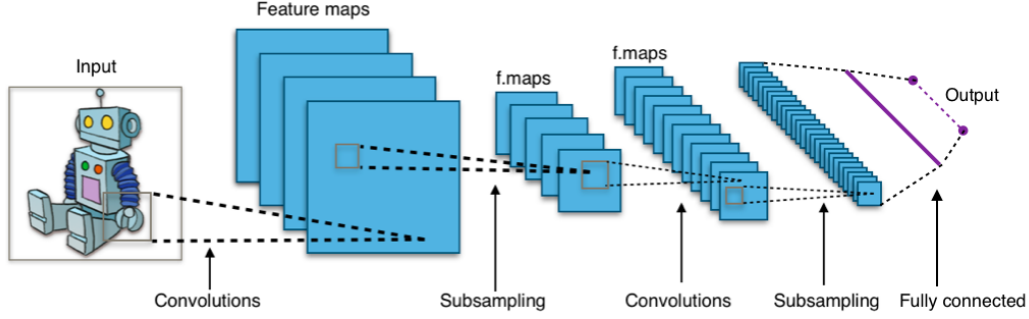 Feature maps
Input
f.maps
f.maps
Output
Convolutions
Subsampling
Convolutions
Subsampling
Fully connected